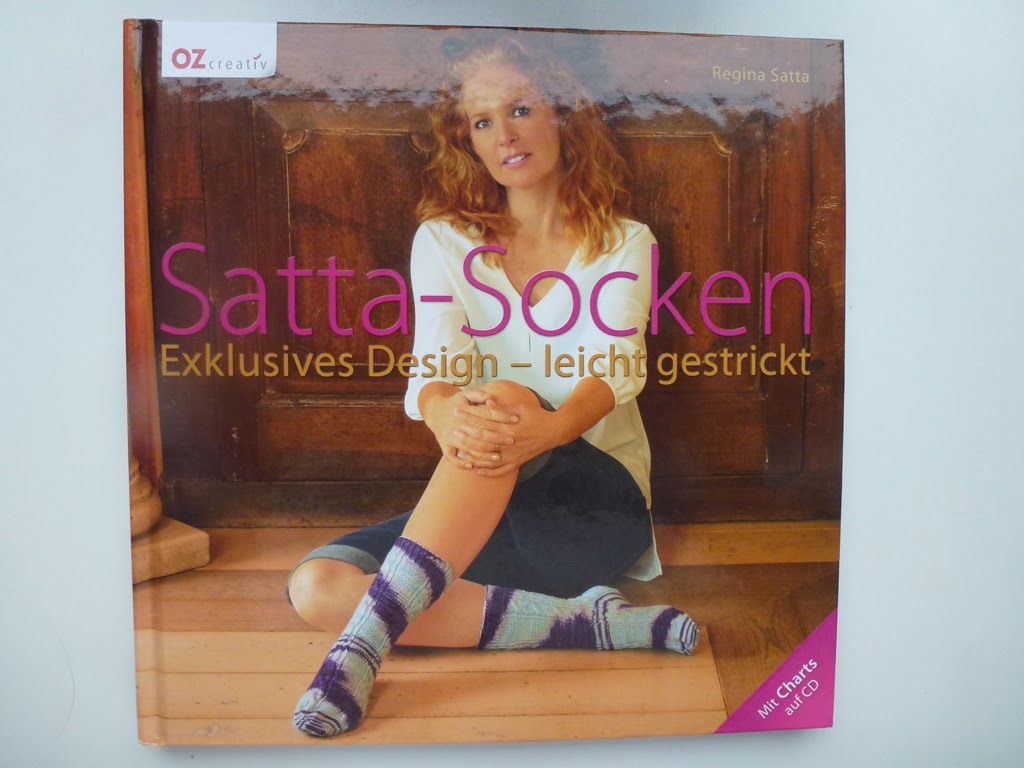 OZ creativ
Regina Satta
Satta-Socken
Exklusives Design – leicht gestrickt
Mit Charts
auf CD